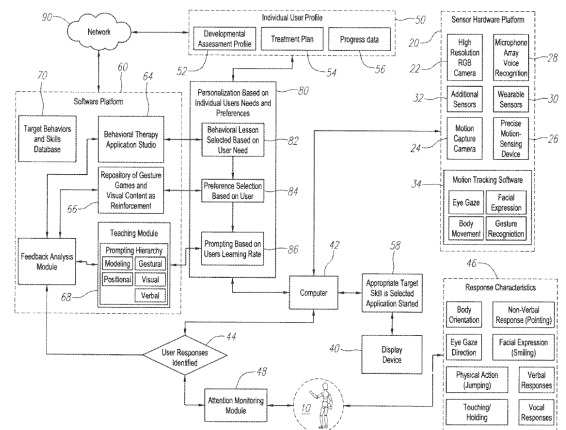 90
Network
Individual User Profile
50
Developmental
Assessment Profile
Treatment Plan
Progress data
52
54
56
70
60
64
Software Platform
Target Behaviors
and Skills
Database
Behavioral Therapy
Application Studio
Repository of Gesture
Games and
Visual Content as
Reinforcement
66
Teaching Module
Prompting Hierarchy
Modeling
Gestural
Positional
Visual
Verbal
68
Feedback Analysis
Module
80
Personalization Based on
Individual Users Needs and
Preferences
Behavioral Lesson
Selected Based on
User Need
82
Preference Selection
Based on User
84
Prompting Based on
Users Learning Rate
86
Sensor Hardware Platform
20
High
Resolution
RGB
Camera
22
Microphone
Array
Voice
Recognition
28
32
Additional
Sensors
Wearable
Sensors
30
24
Motion
Capture
Camera
Precise
Motion-
Sensing
Device
26
Motion Tracking Software
34
Eye Gaze
Facial
Expression
Body
Movement
Gesture
Recognition
42
Computer
58
Appropriate Target
Skill is Selected
Application Started
40
Display
Device
44
User Responses
Identified
48
Attention Monitoring
Module
10
46
Response Characteristics
Body
Orientation
Non-Verbal
Response (Pointing)
Eye Gaze
Direction
Facial Expression
(Smiling)
Physical Action
(Jumping)
Verbal
Responses
Touching/
Holding
Vocal
Responses